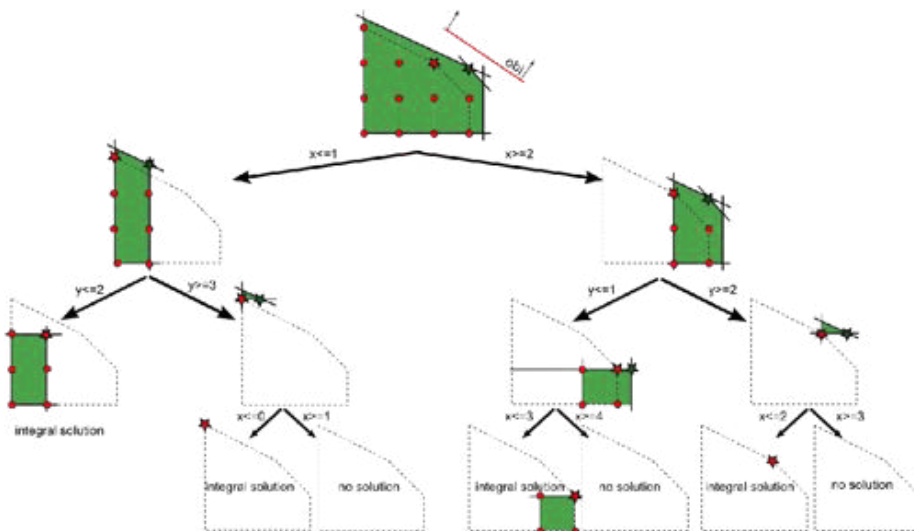 obj
x<=1
x>=2
y<=2
y>=3
y<=1
y>=2
integral solution
x<=0
x>=1
x<=3
x>=4
x<=2
x>=3
integral solution
no solution
integral solution
no solution
integral solution
no solution